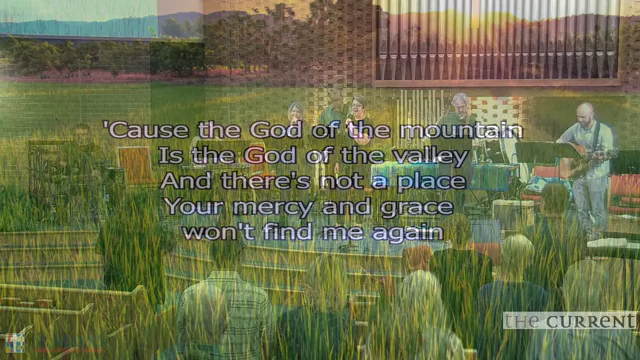 'Cause the God of the mountain
Is the God of the valley
And there's not a place
Your mercy and grace
won't find me again
THE CURRENT